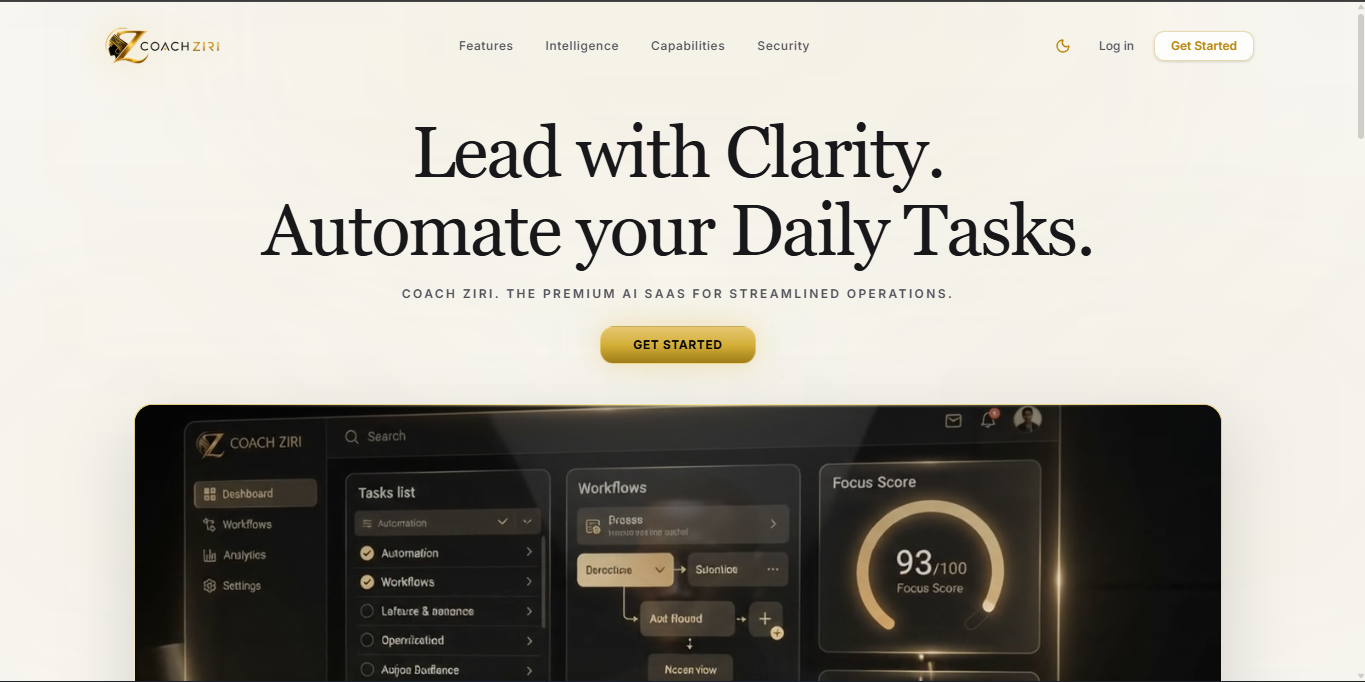 COACH ZIRI
Features
Intelligence
Capabilities
Security
Log in
Get Started
Lead with Clarity.
Automate your Daily Tasks.
COACH ZIRI. THE PREMIUM AI SAAS FOR STREAMLINED OPERATIONS.
GET STARTED
COACH ZIRI
Search
Dashboard
Workflows
Analytics
Settings
Tasks list
Automation
Automation
Workflows
Workflows
Focus Score
93/100
Focus Score